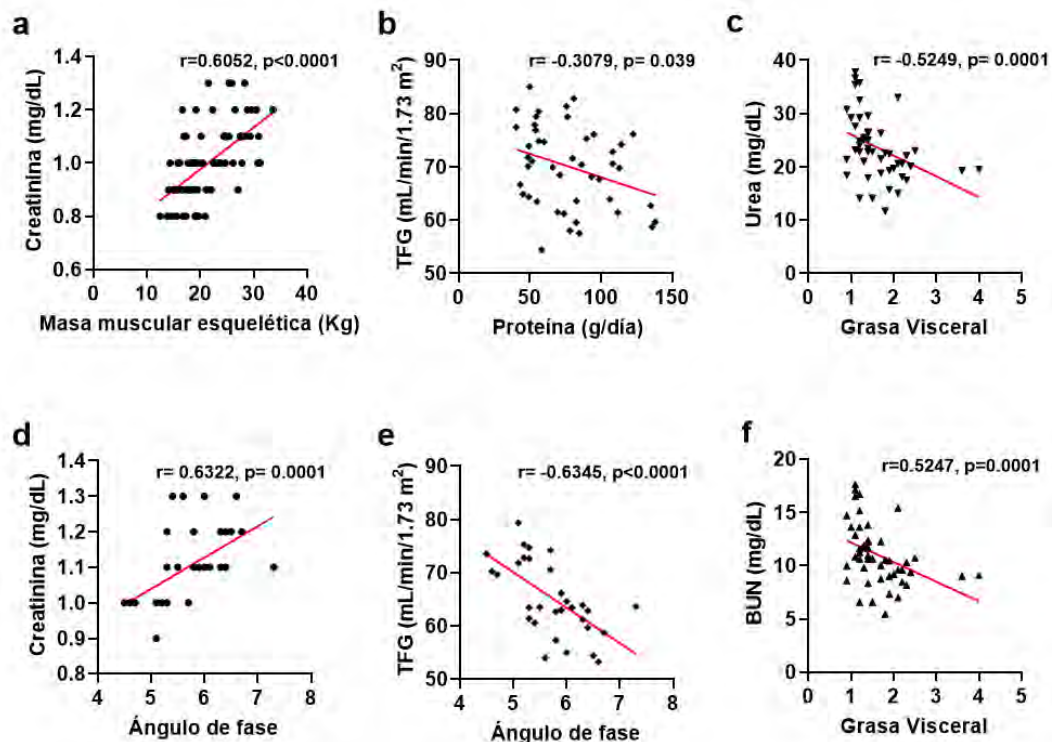 a
r=0.6052, p<0.0001
Creatinina (mg/dL)
1.4
1.2
1.0
0.8
0.6
0
10
20
30
40
Masa muscular esquelética (Kg)
b
r= -0.3079, p= 0.039
TFG (mL/min/1.73 m²)
90
80
70
60
50
0
50
100
150
Proteína (g/día)
c
r= -0.5249, p= 0.0001
Urea (mg/dL)
40
30
20
10
0
0
1
2
3
4
5
Grasa Visceral
d
r= 0.6322, p= 0.0001
Creatinina (mg/dL)
1.4
1.3
1.2
1.1
1.0
0.9
0.8
4
5
6
7
8
Ángulo de fase
e
r= -0.6345, p<0.0001
TFG (mL/min/1.73 m²)
90
80
70
60
50
4
5
6
7
8
Ángulo de fase
f
r=0.5247, p=0.0001
BUN (mg/dL)
20
15
10
5
0
0
1
2
3
4
5
Grasa Visceral